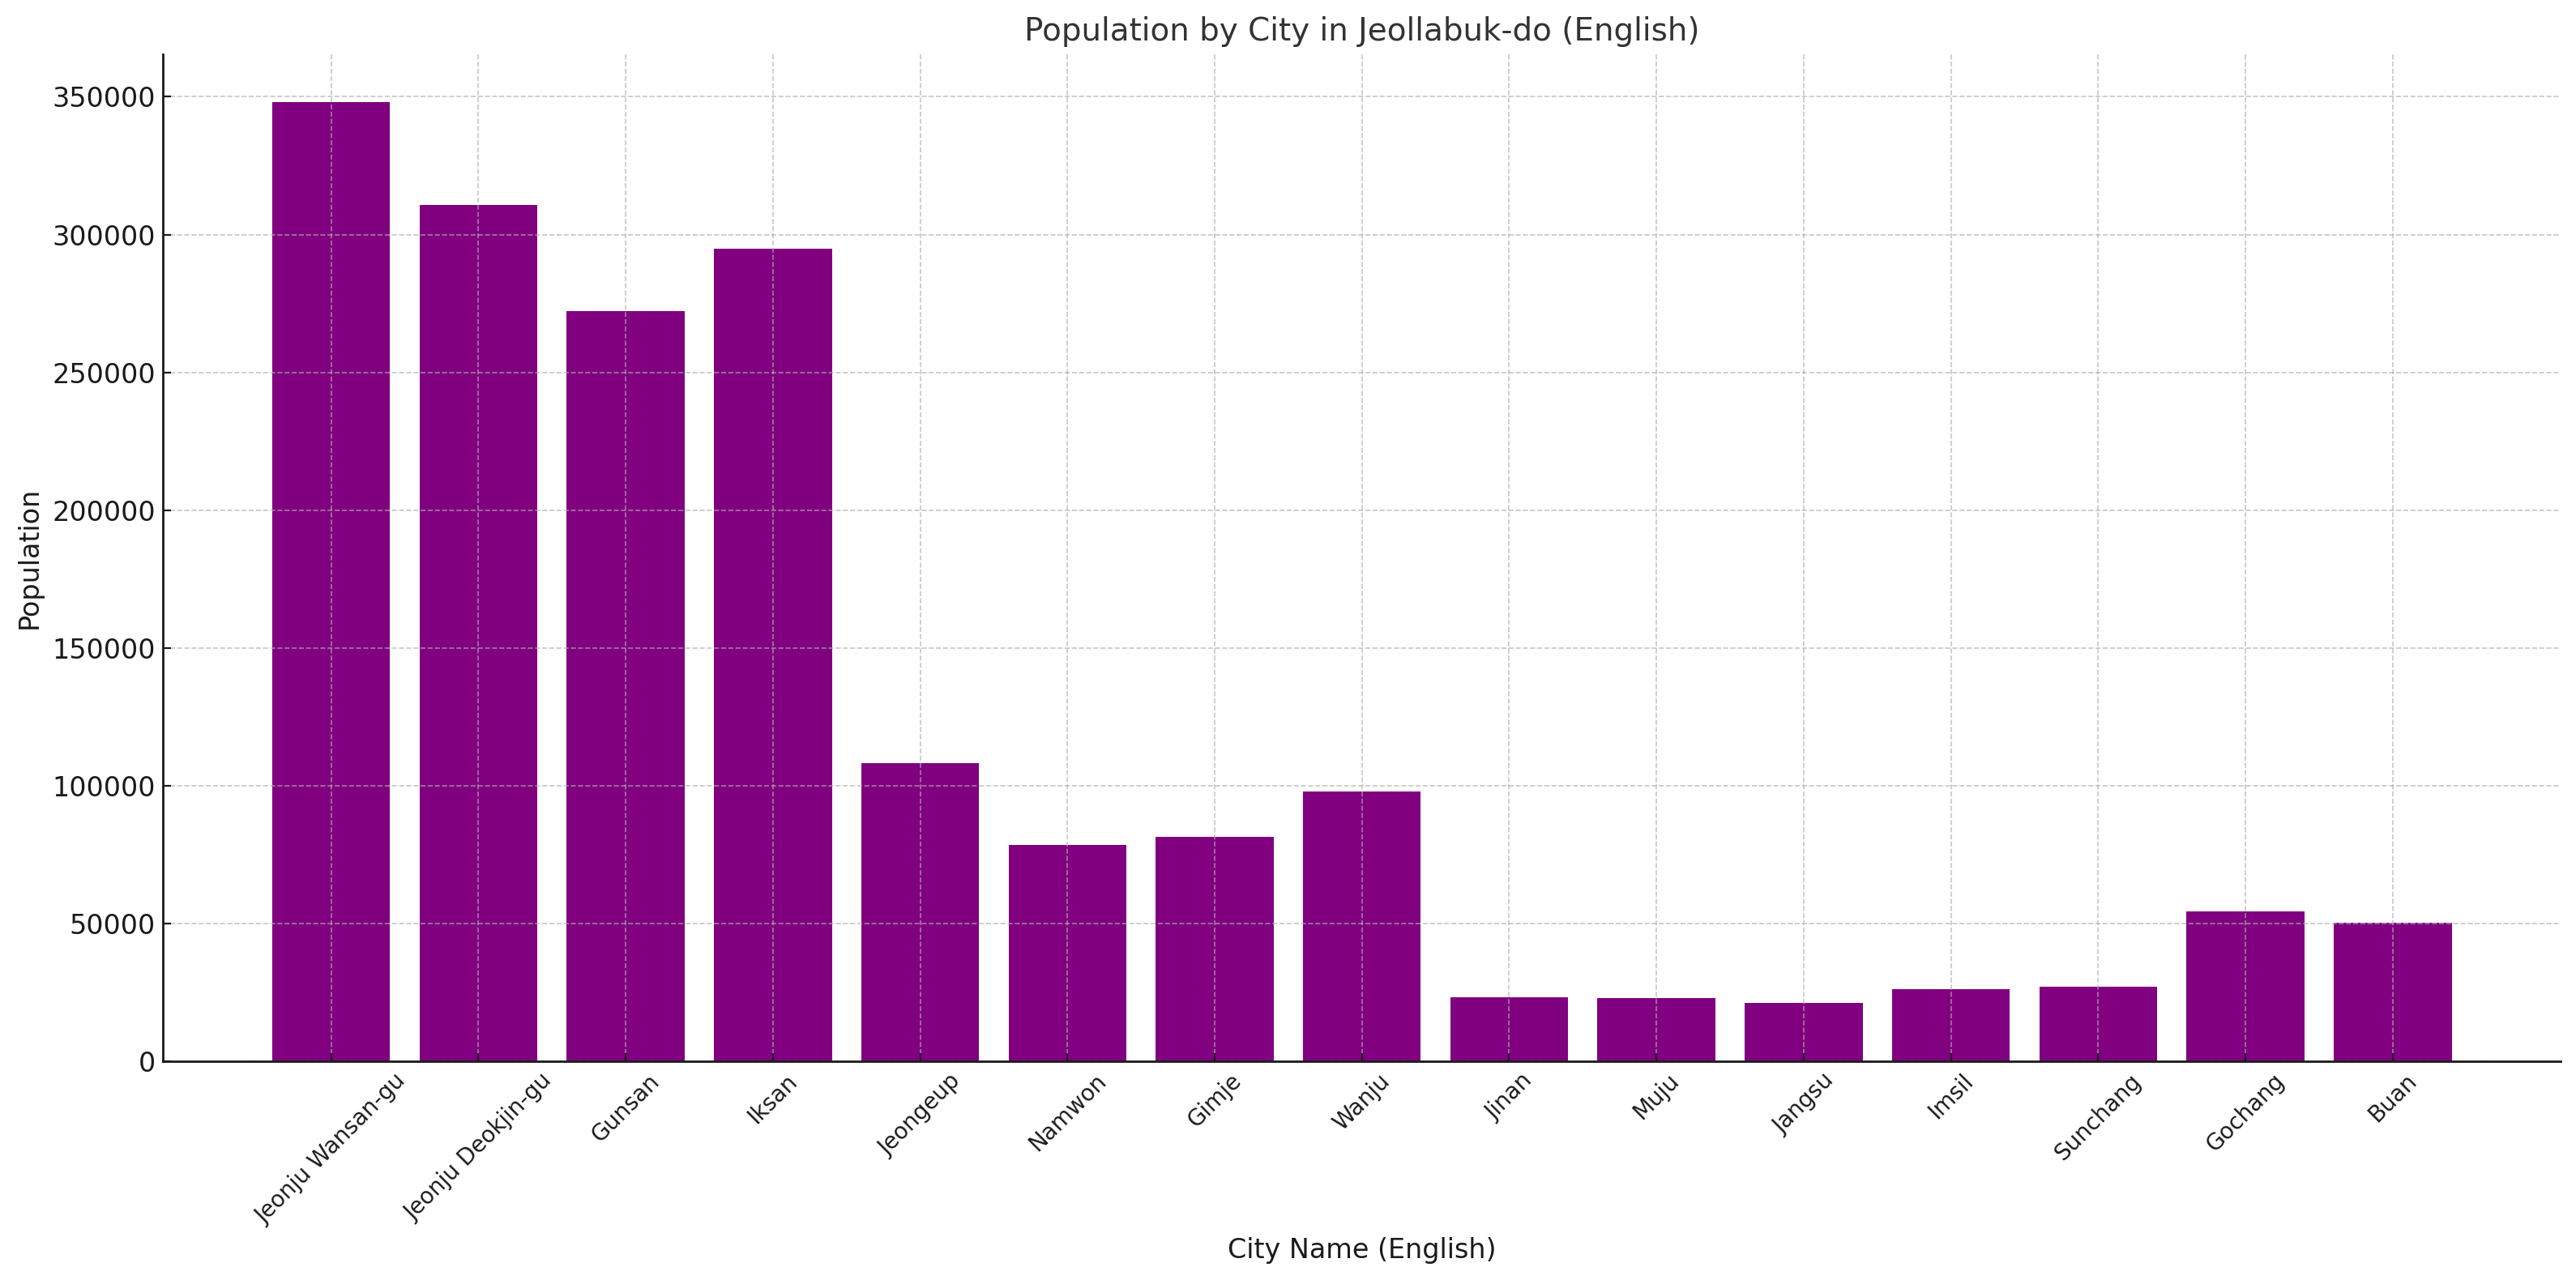 Population by City in Jeollabuk-do (English)
Population
350000
300000
250000
200000
150000
100000
50000
0
Jeonju Wansan-gu
Jeonju Deokjin-gu
Gunsan
Iksan
Jeongeup
Namwon
Gimje
Wanju
Jinan
Muju
Jangsu
Imsil
Sunchang
Gochang
Buan
City Name (English)